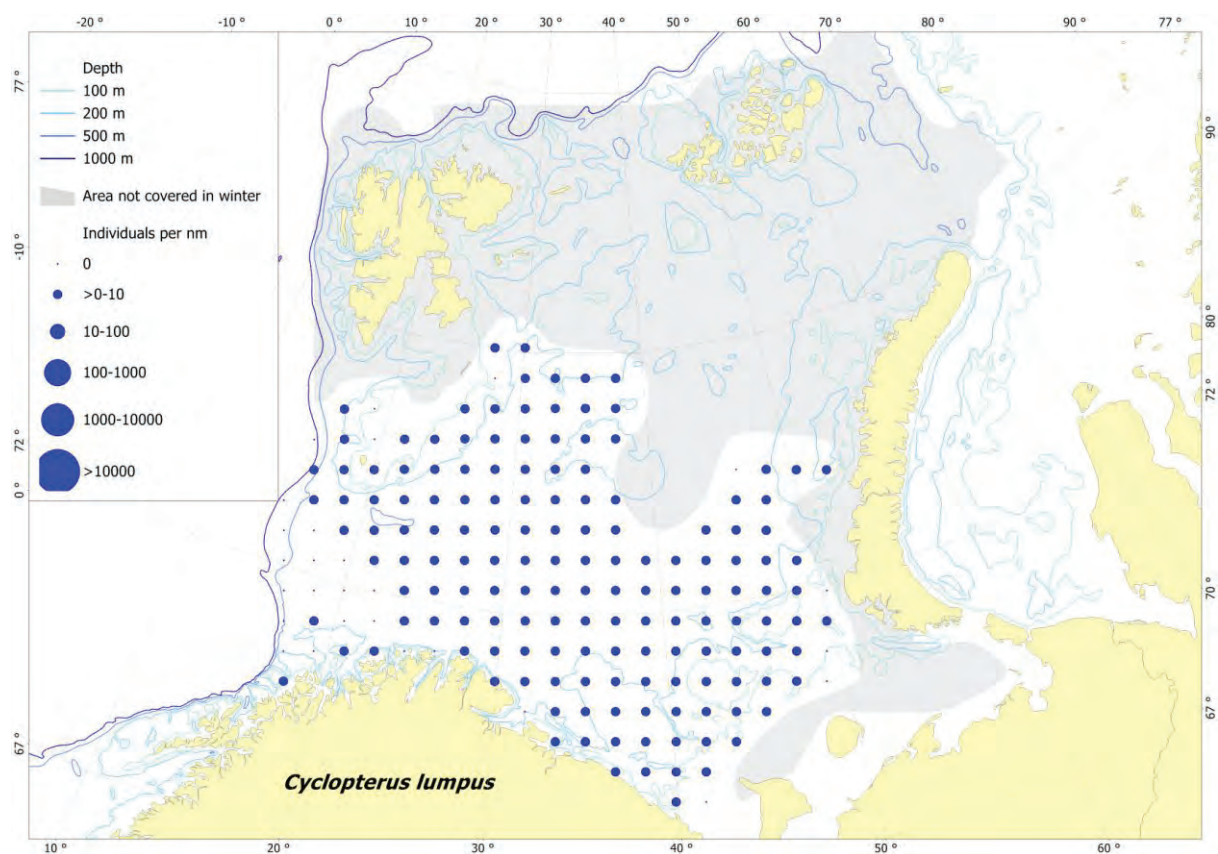 -20 ° -10 ° 0 ° 10 ° 20 ° 30 ° 40 ° 50 ° 60 ° 70 ° 80 ° 90 ° 77 °
Depth
100 m
200 m
500 m
1000 m
Area not covered in winter
Individuals per nm
0
>0-10
10-100
100-1000
1000-10000
>10000
77 °
-10 °
72 °
0 °
67 °
90 °
80 °
72 °
70 °
67 °
Cyclopterus lumpus
10 ° 20 ° 30 ° 40 ° 50 ° 60 °